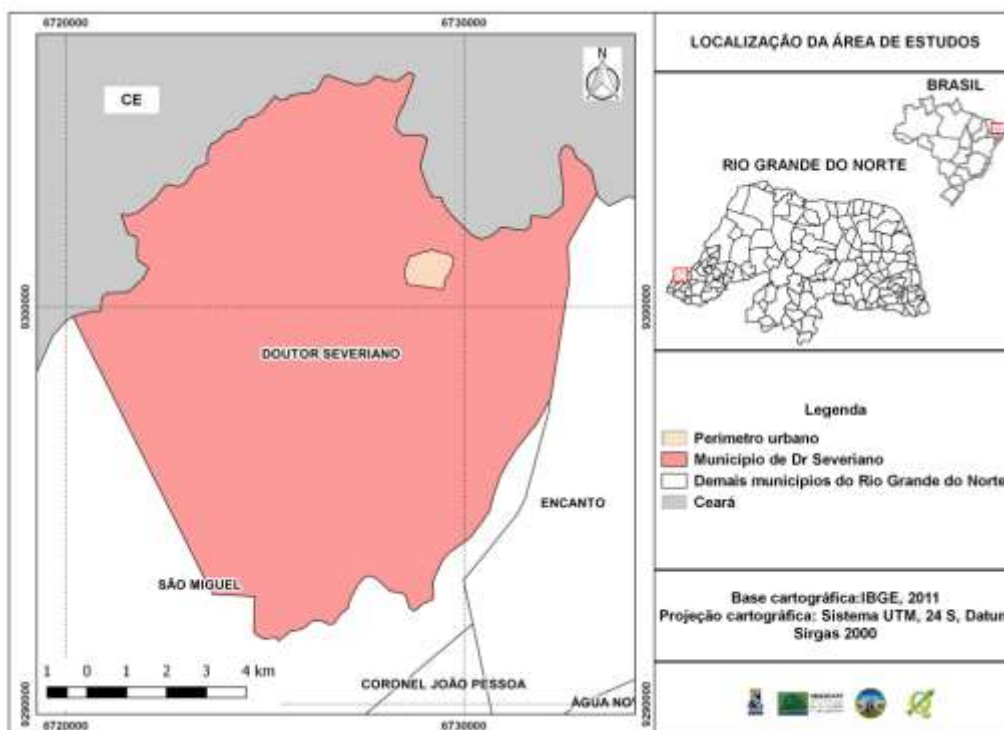 6720000
6730000
N
CE
9300000
9300000
DOUTOR SEVERIANO
ENCANTO
SÃO MIGUEL
1 0 1 2 3 4 km
CORONEL JOÃO PESSOA
ÁGUA NO
9290000
9290000
6720000
6730000
LOCALIZAÇÃO DA ÁREA DE ESTUDOS
BRASIL
RIO GRANDE DO NORTE
Legenda
Perímetro urbano
Município de Dr Severiano
Demais municípios do Rio Grande do Norte
Ceará
Base cartográfica:IBGE, 2011
Projeção cartográfica: Sistema UTM, 24 S, Datum
Sirgas 2000